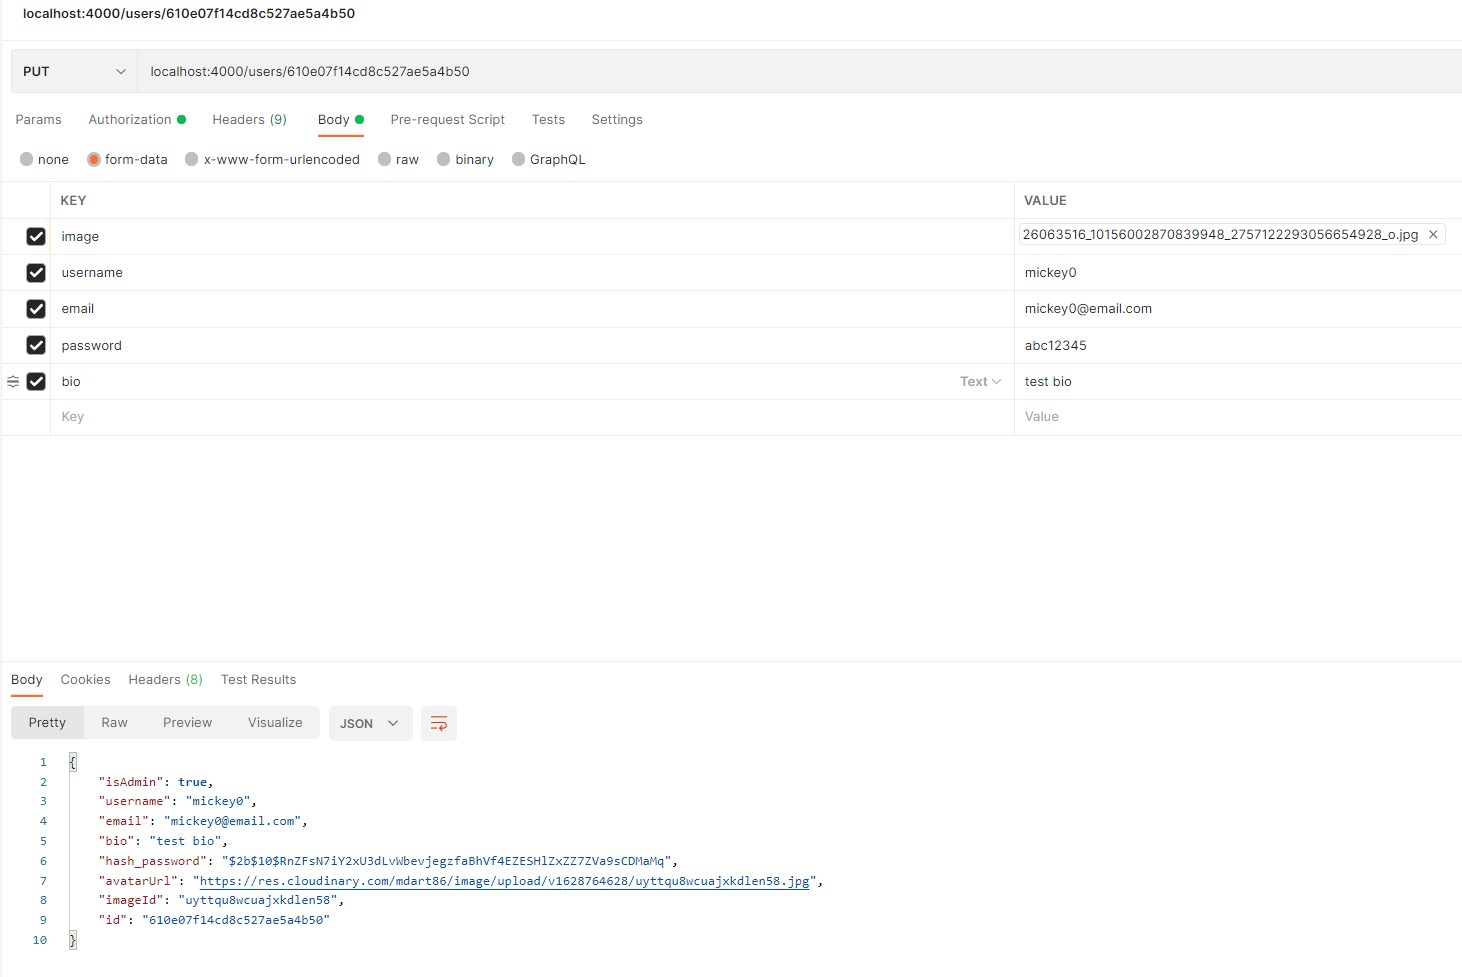 localhost:4000/users/610e07f14cd8c527ae5a4b50
PUT localhost:4000/users/610e07f14cd8c527ae5a4b50
Params Authorization Headers (9) Body Pre-request Script Tests Settings
none form-data x-www-form-urlencoded raw binary GraphQL
KEY VALUE
image 26063516_10156002870839948_2757122293056654928_o.jpg
username mickey0
email mickey0@email.com
password abc12345
bio Text test bio
Key Value
Body Cookies Headers (8) Test Results
Pretty Raw Preview Visualize JSON
1 {
2 "isAdmin": true,
3 "username": "mickey0",
4 "email": "mickey0@email.com",
5 "bio": "test bio",
6 "hash_password": "$2b$10$RnZFsN7iY2xU3dLvWbevjegzfaBhVf4EZESHlZxZZ7ZVa9sCDMaMq",
7 "avatarUrl": "https://res.cloudinary.com/mdart86/image/upload/v1628764628/uyttqu8wcuajxkdlen58.jpg",
8 "imageId": "uyttqu8wcuajxkdlen58",
9 "id": "610e07f14cd8c527ae5a4b50"
10 }